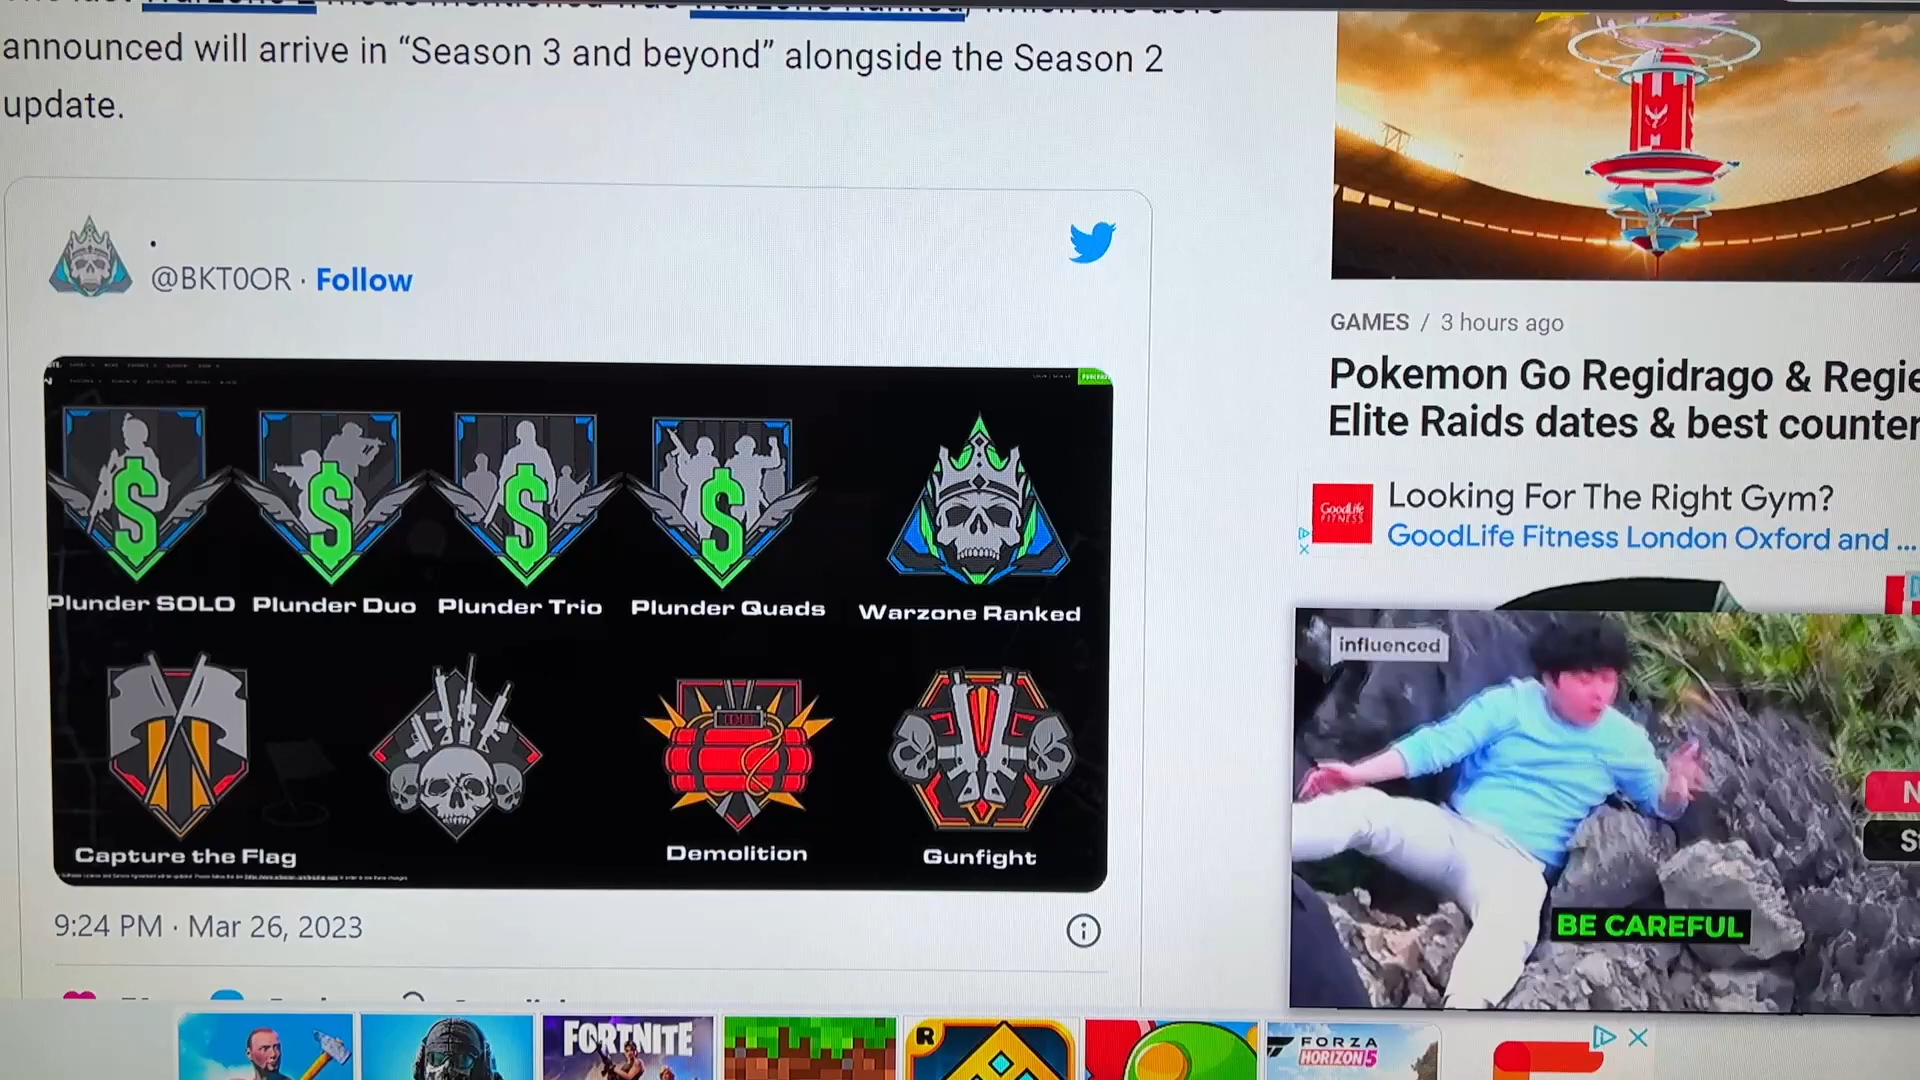 announced will arrive in “Season 3 and beyond” alongside the Season 2
update.
.
@BKT0OR · Follow
Plunder SOLO
Plunder Duo
Plunder Trio
Plunder Quads
Warzone Ranked
Capture the Flag
Demolition
Gunfight
9:24 PM · Mar 26, 2023
GAMES / 3 hours ago
Pokemon Go Regidrago &
Elite Raids dates & best
Looking For The Right Gym?
GoodLife Fitness London Oxford and ...
GoodLife
FITNESS
influenced
BE CAREFUL
FORTNITE
R
FORZA
HORIZON 5